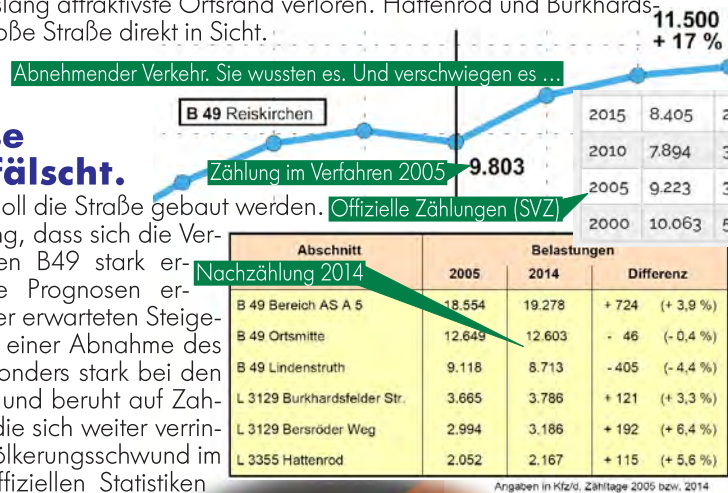 slang attraktivste Ortsrand verloren. Hattenrod und Burkhards-
oße Straße direkt in Sicht.
11.500
+ 17 %
Abnehmender Verkehr. Sie wussten es. Und verschwiegen es ...
B 49 Reiskirchen
2015 8.405 2
2010 7.894 3
2005 9.223 3
2000 10.063 5
Zählung im Verfahren 2005
9.803
Offizielle Zählungen (SVZ)
fälscht.
oll die Straße gebaut werden.
ng, dass sich die Ver-
en B49 stark er-
e Prognosen er-
er erwarteten Steige-
einer Abnahme des
onders stark bei den
und beruht auf Zah-
die sich weiter verrin-
ölkerungsschwund im
ffiziellen Statistiken
Nachzählung 2014
Abschnitt Belastungen
2005 2014 Differenz
B 49 Bereich AS A 5 18.554 19.278 + 724 (+ 3,9 %)
B 49 Ortsmitte 12.649 12.603 - 46 (- 0,4 %)
B 49 Lindenstruth 9.118 8.713 - 405 (- 4,4 %)
L 3129 Burkhardsfelder Str. 3.665 3.786 + 121 (+ 3,3 %)
L 3129 Bersröder Weg 2.994 3.186 + 192 (+ 6,4 %)
L 3355 Hattenrod 2.052 2.167 + 115 (+ 5,6 %)
Angaben in Kfz/d, Zähltage 2005 bzw. 2014